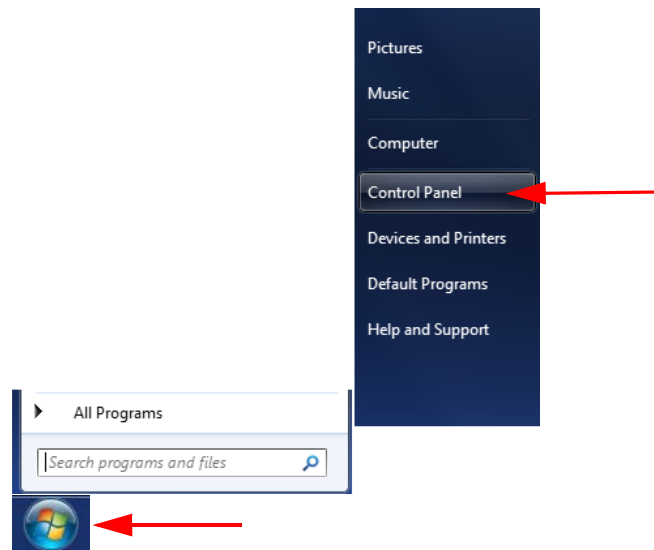 Pictures
Music
Computer
Control Panel
Devices and Printers
Default Programs
Help and Support
All Programs
Search programs and files